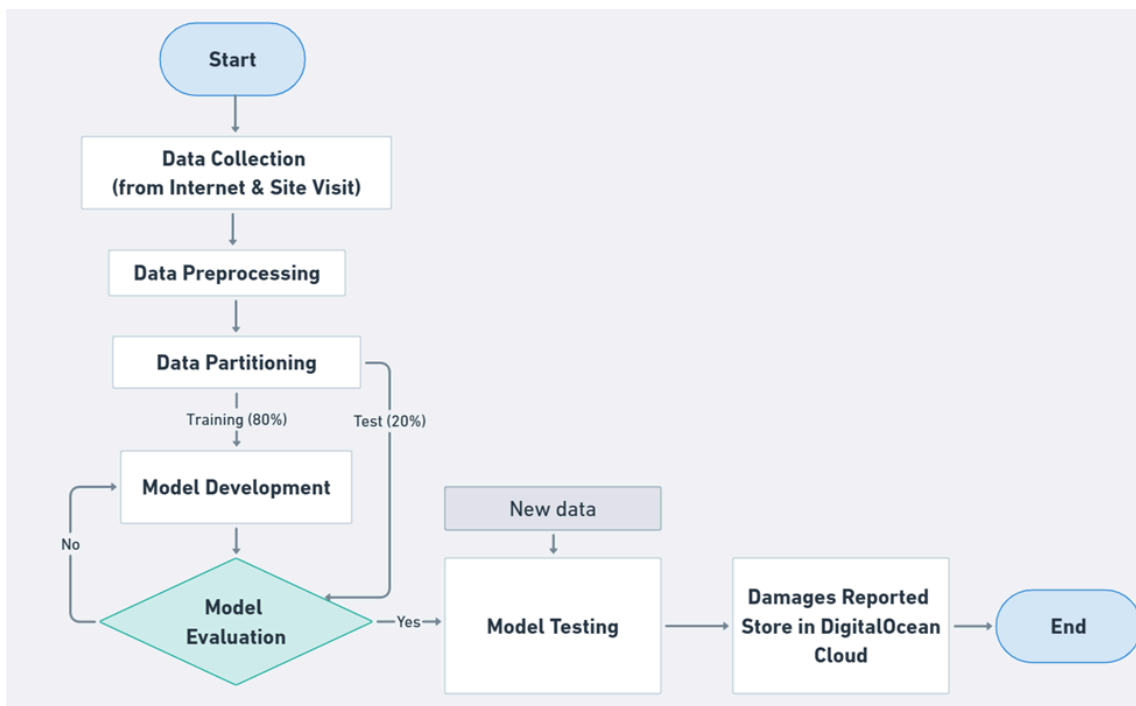 Start
Data Collection
(from Internet & Site Visit)
Data Preprocessing
Data Partitioning
Training (80%)
Test (20%)
Model Development
No
Model
Evaluation
Yes
New data
Model Testing
Damages Reported
Store in DigitalOcean
Cloud
End